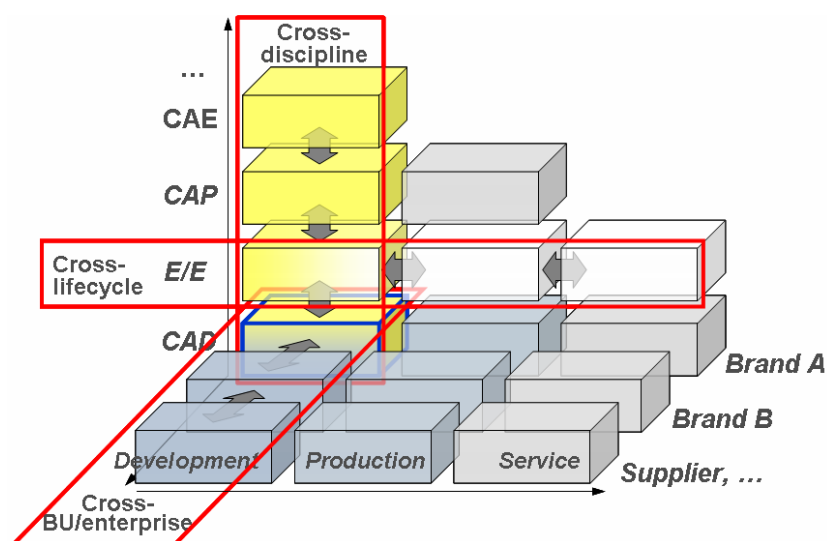 Cross-
discipline
...
CAE
CAP
Cross-
lifecycle
E/E
CAD
Brand A
Brand B
Development
Production
Service
Supplier, ...
Cross-
BU/enterprise